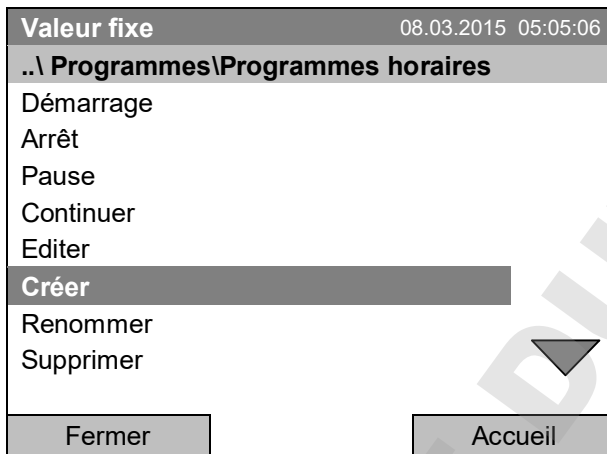 Valeur fixe 08.03.2015 05:05:06
..\ Programmes\Programmes horaires
Démarrage
Arrêt
Pause
Continuer
Editer
Créer
Renommer
Supprimer
Fermer Accueil